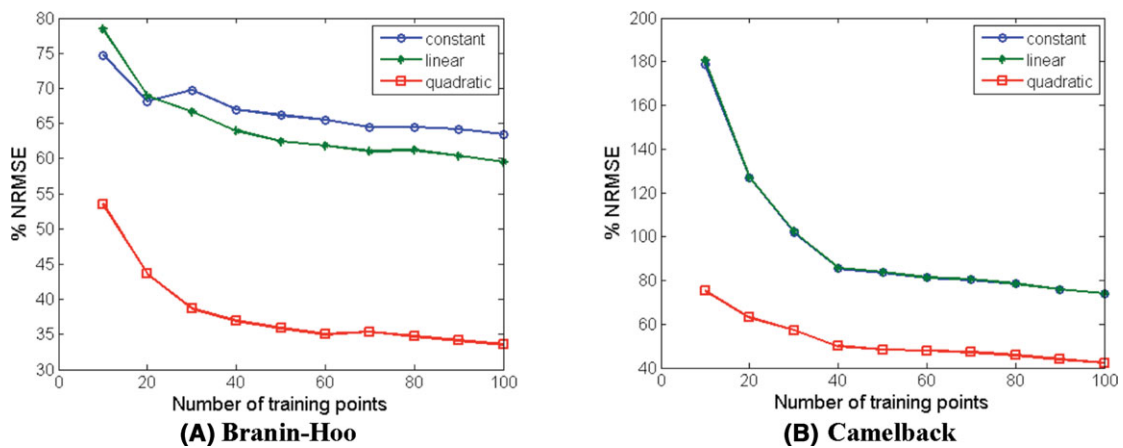 80
75
70
65
60
55
50
45
40
35
30
% NRMSE
constant
linear
quadratic
0 20 40 60 80 100
Number of training points
(A) Branin-Hoo
200
180
160
140
120
100
80
60
40
% NRMSE
constant
linear
quadratic
0 20 40 60 80 100
Number of training points
(B) Camelback